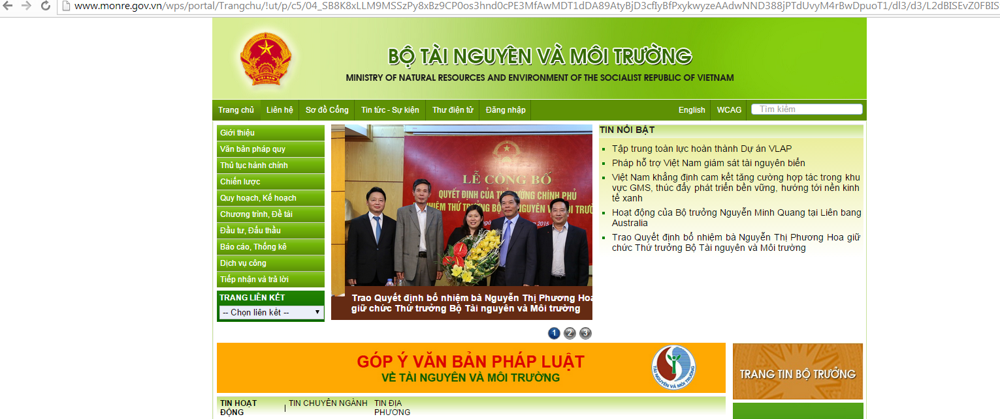 www.monre.gov.vn/wps/portal/Trangchu/!ut/p/c5/04_SB8K8xLLM9MSSzPy8xBz9CP0os3hnd0cPE3MfAwMDT1dDA89AtyBjD3cfIyBfPxykwyzeAAdwNND388jPTdUvyM4rBwDpuoT1/dl3/d3/L2dBISEvZ0FBIS
BỘ TÀI NGUYÊN VÀ MÔI TRƯỜNG
MINISTRY OF NATURAL RESOURCES AND ENVIRONMENT OF THE SOCIALIST REPUBLIC OF VIETNAM
Trang chủ Liên hệ Sơ đồ Cổng Tin tức - Sự kiện Thư điện tử Đăng nhập English WCAG Tìm kiếm
Giới thiệu
Văn bản pháp quy
Thủ tục hành chính
Chiến lược
Quy hoạch, Kế hoạch
Chương trình, Đề tài
Đầu tư, Đấu thầu
Báo cáo, Thống kê
Dịch vụ công
Tiếp nhận và trả lời
TRANG LIÊN KẾT
-- Chọn liên kết --
LỄ CÔNG BỐ
QUYẾT ĐỊNH CỦA THỦ TƯỚNG CHÍNH PHỦ
NHIỆM THỨ TRƯỞNG BỘ TÀI NGUYÊN VÀ MÔI TRƯỜ
2015
Trao Quyết định bổ nhiệm bà Nguyễn Thị Phương Hoa
giữ chức Thứ trưởng Bộ Tài nguyên và Môi trường
1 2 3
TIN NỔI BẬT
Tập trung toàn lực hoàn thành Dự án VLAP
Pháp hỗ trợ Việt Nam giám sát tài nguyên biển
Việt Nam khẳng định cam kết tăng cường hợp tác trong khu
vực GMS, thúc đẩy phát triển bền vững, hướng tới nền kinh
tế xanh
Hoạt động của Bộ trưởng Nguyễn Minh Quang tại Liên bang
Australia
Trao Quyết định bổ nhiệm bà Nguyễn Thị Phương Hoa giữ
chức Thứ trưởng Bộ Tài nguyên và Môi trường
GÓP Ý VĂN BẢN PHÁP LUẬT
VỀ TÀI NGUYÊN VÀ MÔI TRƯỜNG
TÀI NGUYÊN VÀ MÔI TRƯỜNG
TRANG TIN BỘ TRƯỞNG
TIN HOẠT
ĐỘNG
TIN CHUYÊN NGÀNH
TIN ĐỊA
PHƯƠNG